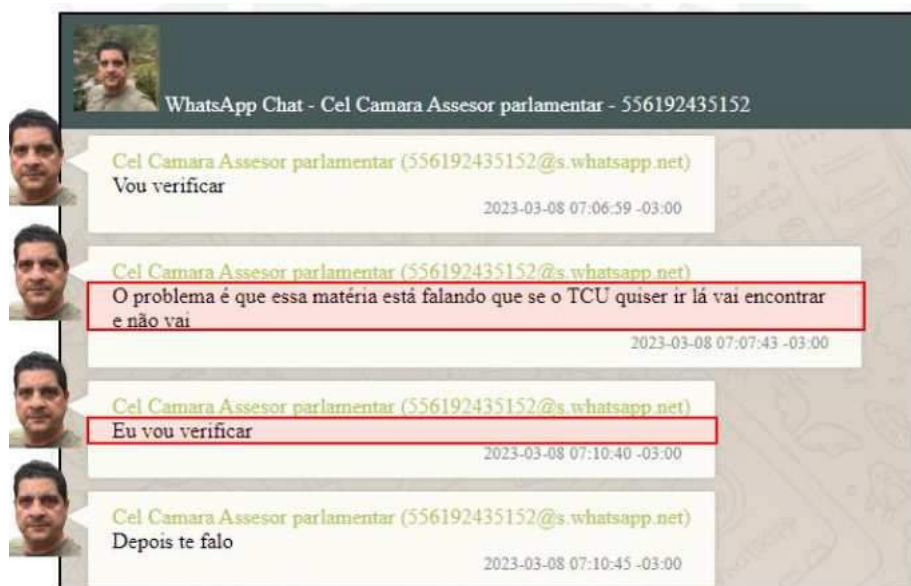 WhatsApp Chat - Cel Camara Assesor parlamentar - 556192435152
Cel Camara Assesor parlamentar (556192435152@s.whatsapp.net)
Vou verificar
2023-03-08 07:06:59 -03:00
Cel Camara Assesor parlamentar (556192435152@s.whatsapp.net)
O problema é que essa matéria está falando que se o TCU quiser ir lá vai encontrar
e não vai
2023-03-08 07:07:43 -03:00
Cel Camara Assesor parlamentar (556192435152@s.whatsapp.net)
Eu vou verificar
2023-03-08 07:10:40 -03:00
Cel Camara Assesor parlamentar (556192435152@s.whatsapp.net)
Depois te falo
2023-03-08 07:10:45 -03:00